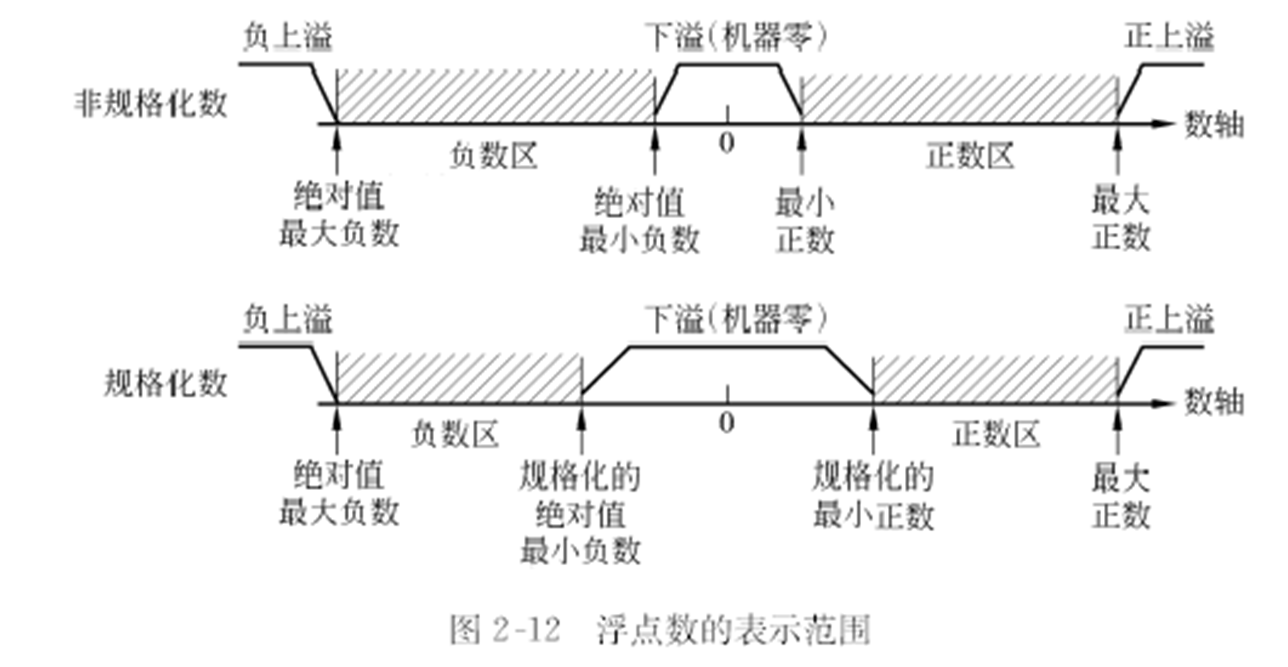 负上溢 下溢(机器零) 正上溢
非规格化数
数轴
0
负数区 正数区
绝对值
最大负数
绝对值
最小负数
最小
正数
最大
正数
负上溢 下溢(机器零) 正上溢
规格化数
数轴
0
负数区 正数区
绝对值
最大负数
规格化的
绝对值
最小负数
规格化的
最小正数
最大
正数
图 2-12 浮点数的表示范围